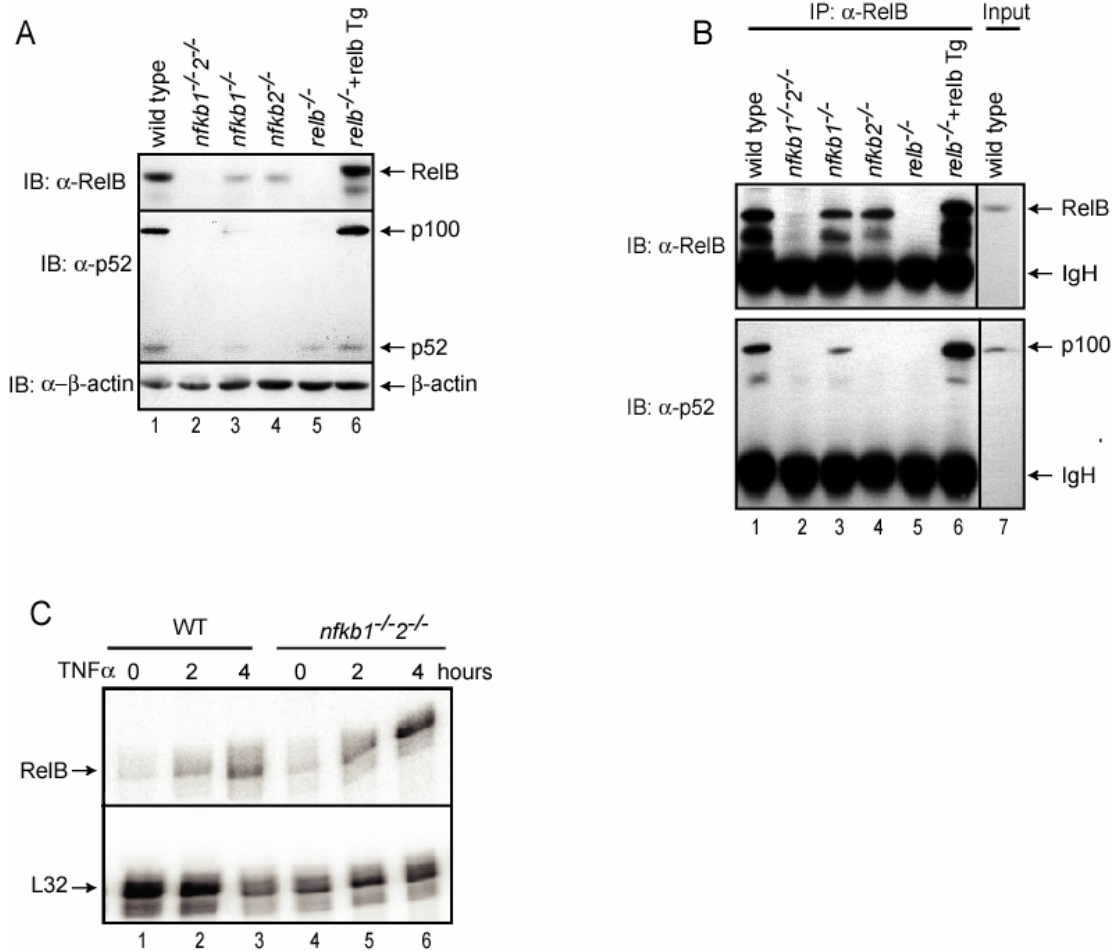 A
wild type
nfkb1-/-2-/-
nfkb1-/-
nfkb2-/-
relb-/-
relb-/-+relb Tg
IB: α-RelB
← RelB
IB: α-p52
← p100
← p52
IB: α-β-actin
← β-actin
1 2 3 4 5 6
B
IP: α-RelB Input
wild type
nfkb1-/-2-/-
nfkb1-/-
nfkb2-/-
relb-/-
relb-/-+relb Tg
wild type
IB: α-RelB
← RelB
← IgH
IB: α-p52
← p100
← IgH
1 2 3 4 5 6 7
C
WT nfkb1-/-2-/-
TNFα 0 2 4 0 2 4 hours
RelB→
L32→
1 2 3 4 5 6